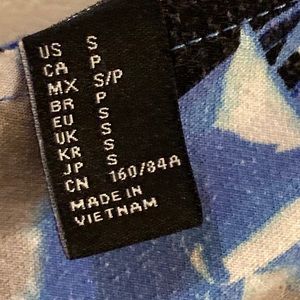 US S
CA P
MX S/P
BR P
EU S
UK S
KR S
JP S
CN 160/84A
MADE IN
VIETNAM